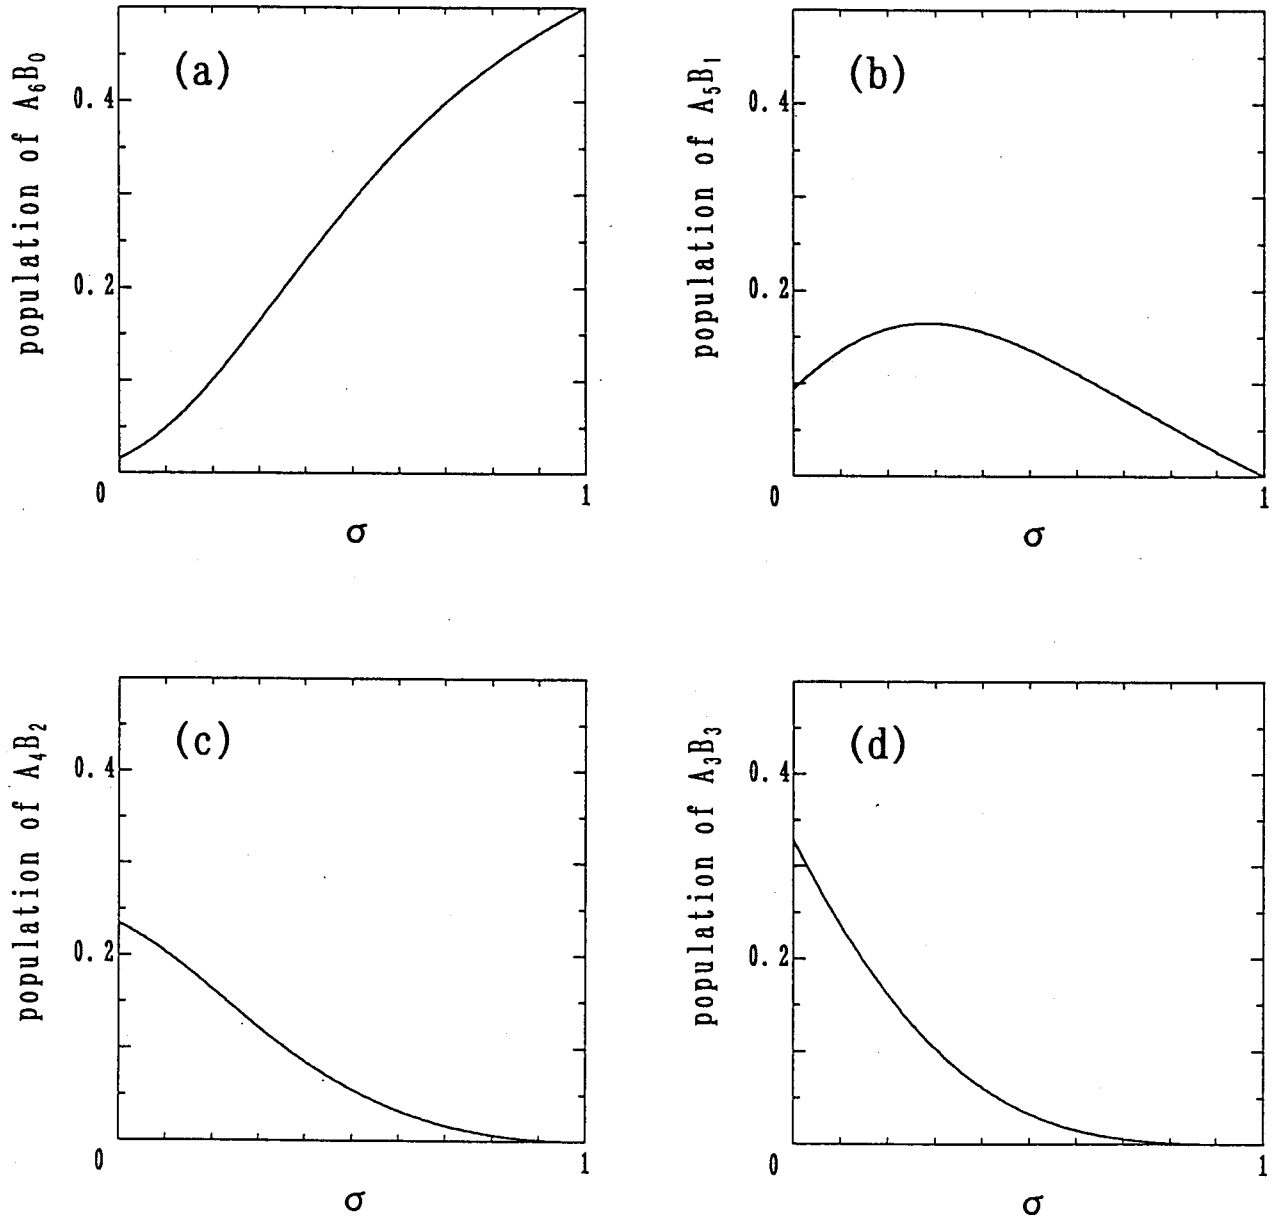 (a)
population of A₆B₀
0.4
0.2
0
1
σ
(b)
population of A₅B₁
0.4
0.2
0
1
σ
(c)
population of A₄B₂
0.4
0.2
0
1
σ
(d)
population of A₃B₃
0.4
0.2
0
1
σ